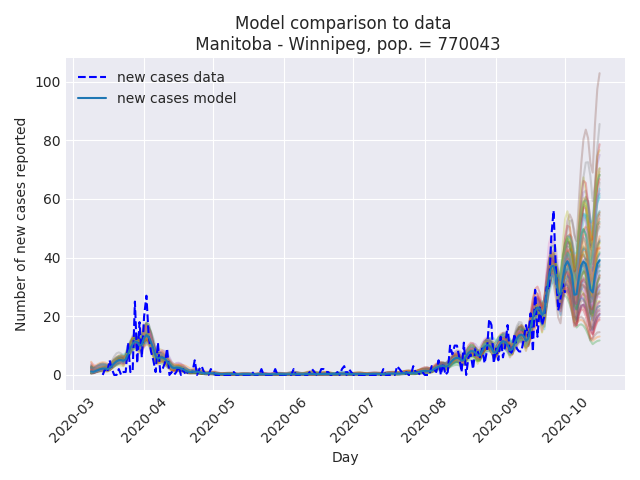 Model comparison to data
Manitoba - Winnipeg, pop. = 770043
new cases data
new cases model
Number of new cases reported
100
80
60
40
20
0
2020-03
2020-04
2020-05
2020-06
2020-07
2020-08
2020-09
2020-10
Day